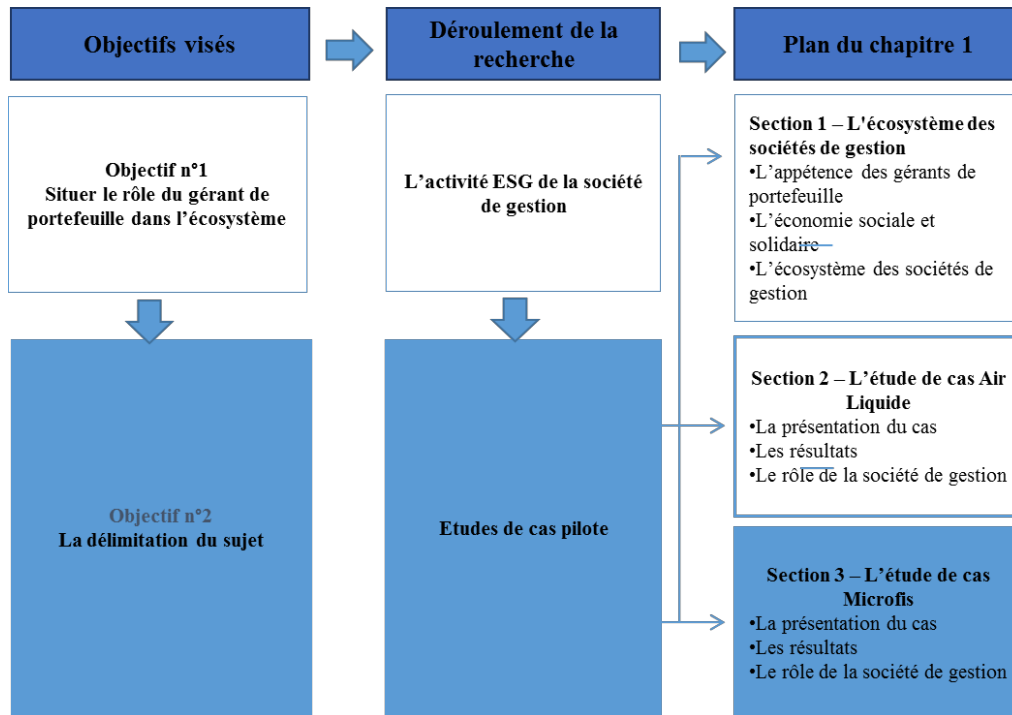 Objectifs visés
Déroulement de la
recherche
Plan du chapitre 1
Objectif n°1
Situer le rôle du gérant de
portefeuille dans l’écosystème
L’activité ESG de la société
de gestion
Section 1 – L'écosystème des
sociétés de gestion
•L’appétence des gérants de
portefeuille
•L’économie sociale et
solidaire
•L’écosystème des sociétés de
gestion
Objectif n°2
La délimitation du sujet
Etudes de cas pilote
Section 2 – L’étude de cas Air
Liquide
•La présentation du cas
•Les résultats
•Le rôle de la société de gestion
Section 3 – L’étude de cas
Microfis
•La présentation du cas
•Les résultats
•Le rôle de la société de gestion